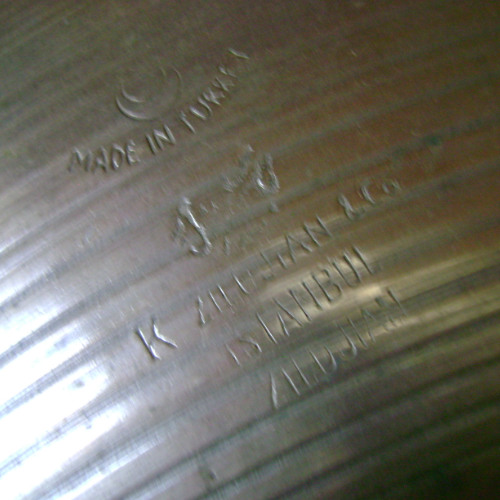 MADE IN TURKEY
K ZILDJIAN & Co.
ISTANBUL
ZILDJIAN